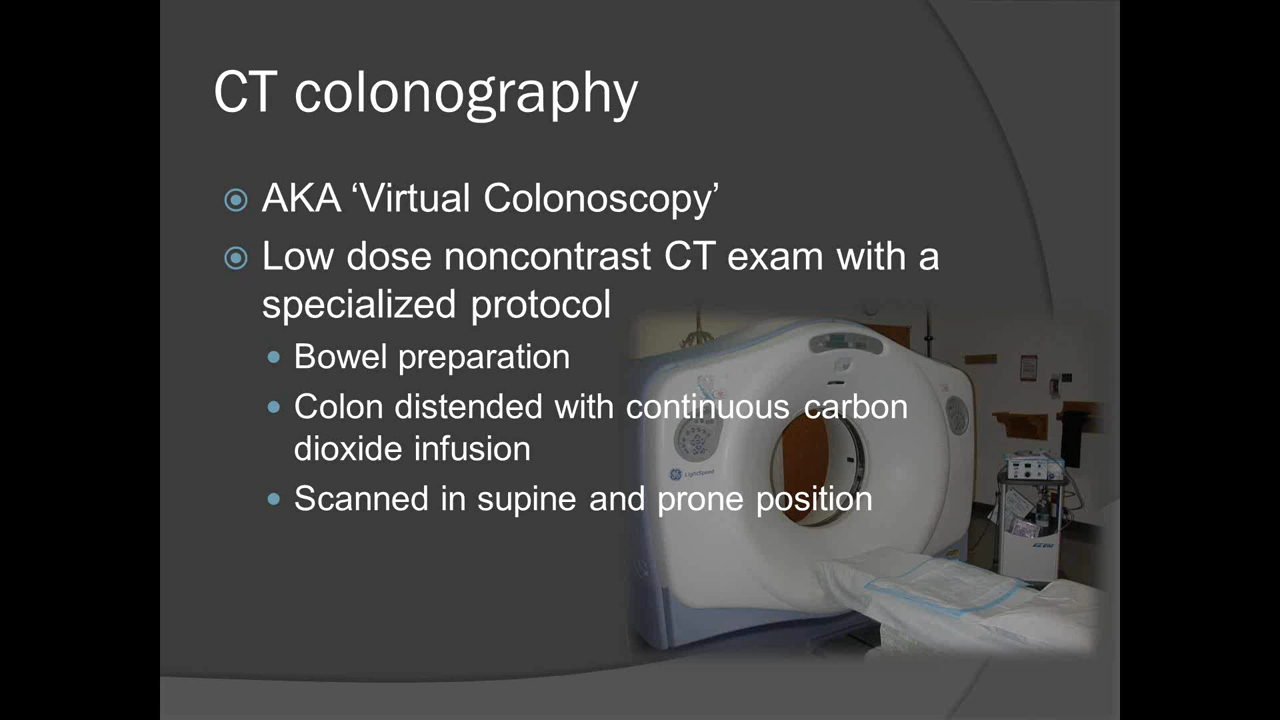 CT colonography
AKA ‘Virtual Colonoscopy’
Low dose noncontrast CT exam with a
specialized protocol
Bowel preparation
Colon distended with continuous carbon
dioxide infusion
Scanned in supine and prone position
LightSpeed